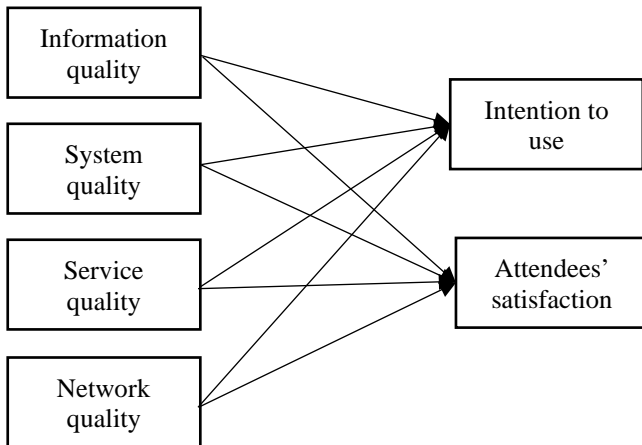 Information
quality
System
quality
Service
quality
Network
quality
Intention to
use
Attendees’
satisfaction